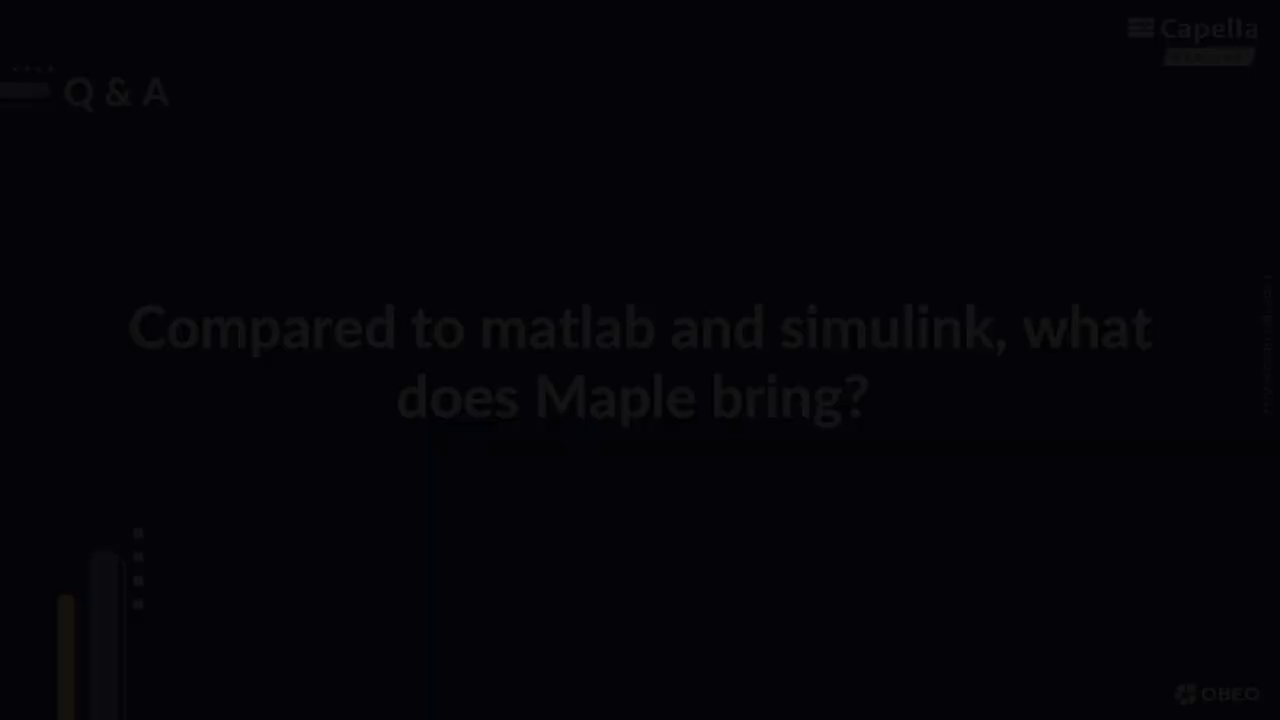 Capella
Q & A
Compared to matlab and simulink, what
does Maple bring?
OBEO